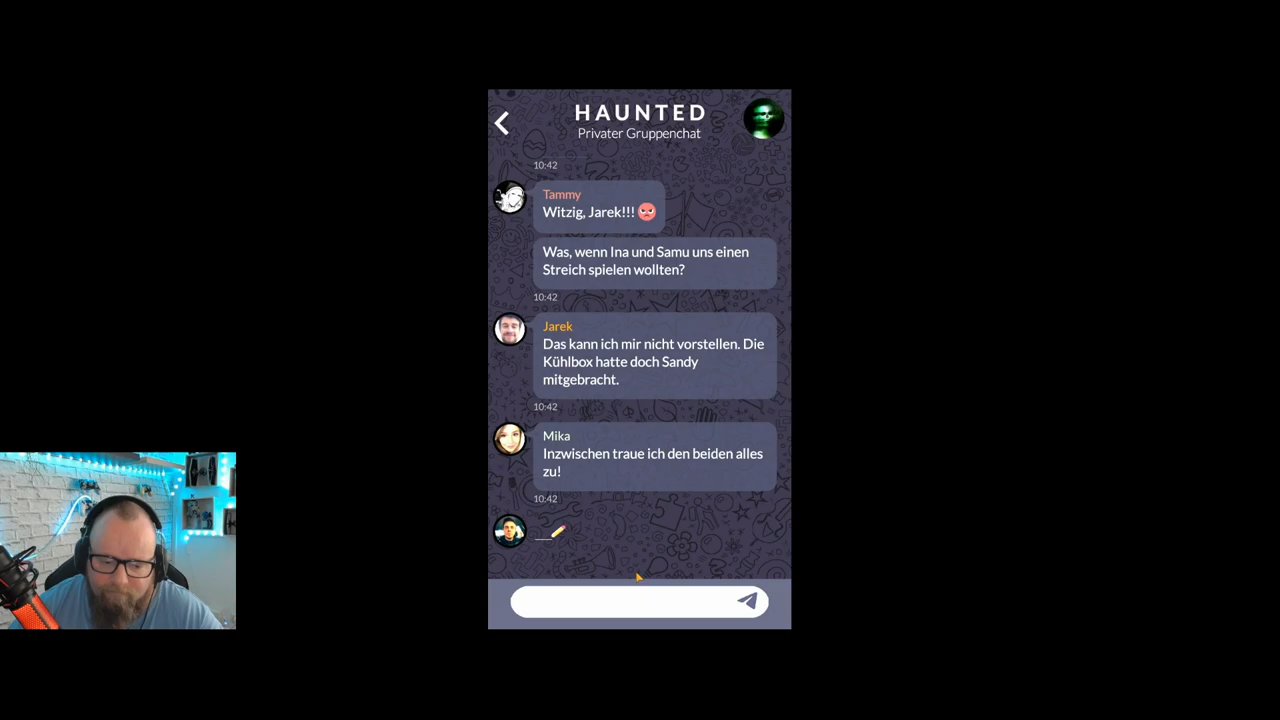 HAUNTED
Privater Gruppenchat
10:42
Tammy
Witzig, Jarek!!! 😡
Was, wenn Ina und Samu uns einen
Streich spielen wollten?
10:42
Jarek
Das kann ich mir nicht vorstellen. Die
Kühlbox hatte doch Sandy
mitgebracht.
10:42
Mika
Inzwischen traue ich den beiden alles
zu!
10:42